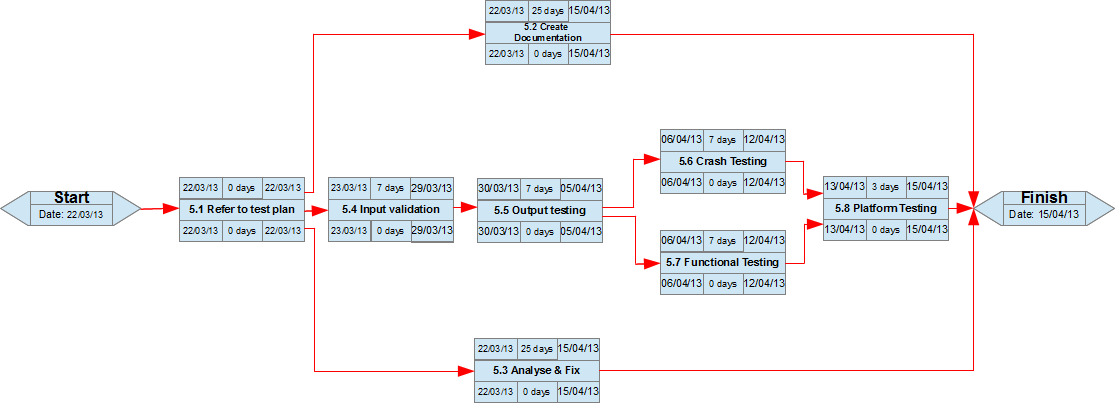 22/03/13 25 days 15/04/13
5.2 Create
Documentation
22/03/13 0 days 15/04/13
06/04/13 7 days 12/04/13
5.6 Crash Testing
06/04/13 0 days 12/04/13
Start
Date: 22/03/13
22/03/13 0 days 22/03/13
5.1 Refer to test plan
22/03/13 0 days 22/03/13
23/03/13 7 days 29/03/13
5.4 Input validation
23/03/13 0 days 29/03/13
30/03/13 7 days 05/04/13
5.5 Output testing
30/03/13 0 days 05/04/13
13/04/13 3 days 15/04/13
5.8 Platform Testing
13/04/13 0 days 15/04/13
Finish
Date: 15/04/13
06/04/13 7 days 12/04/13
5.7 Functional Testing
06/04/13 0 days 12/04/13
22/03/13 25 days 15/04/13
5.3 Analyse & Fix
22/03/13 0 days 15/04/13